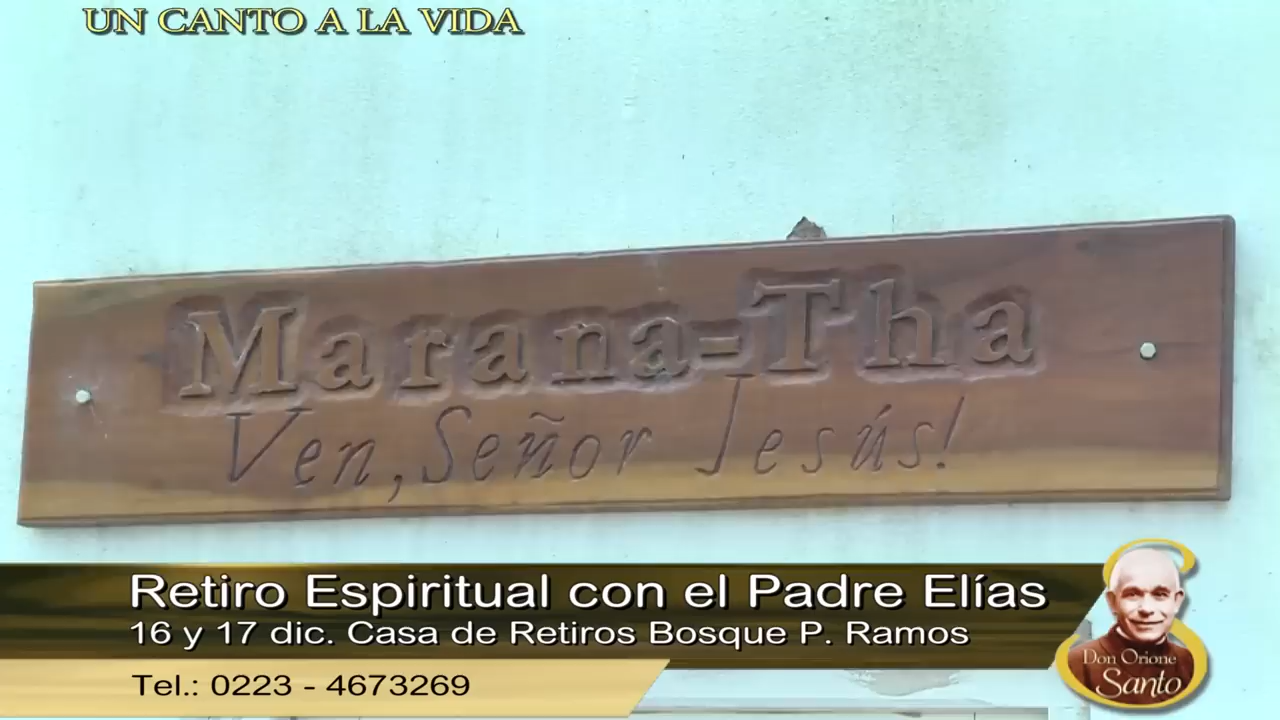 UN CANTO A LA VIDA
Marana=Tha
Ven, Señor Jesús!
Retiro Espiritual con el Padre Elías
16 y 17 dic. Casa de Retiros Bosque P. Ramos
Tel.: 0223 - 4673269
Don Orione
Santo